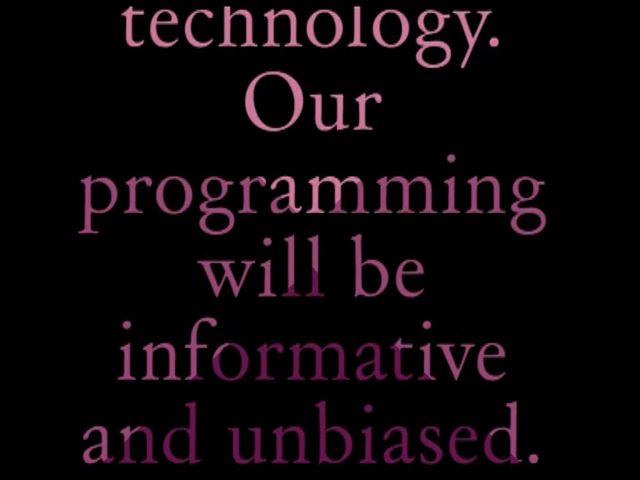 technology.
Our
programming
will be
informative
and unbiased.